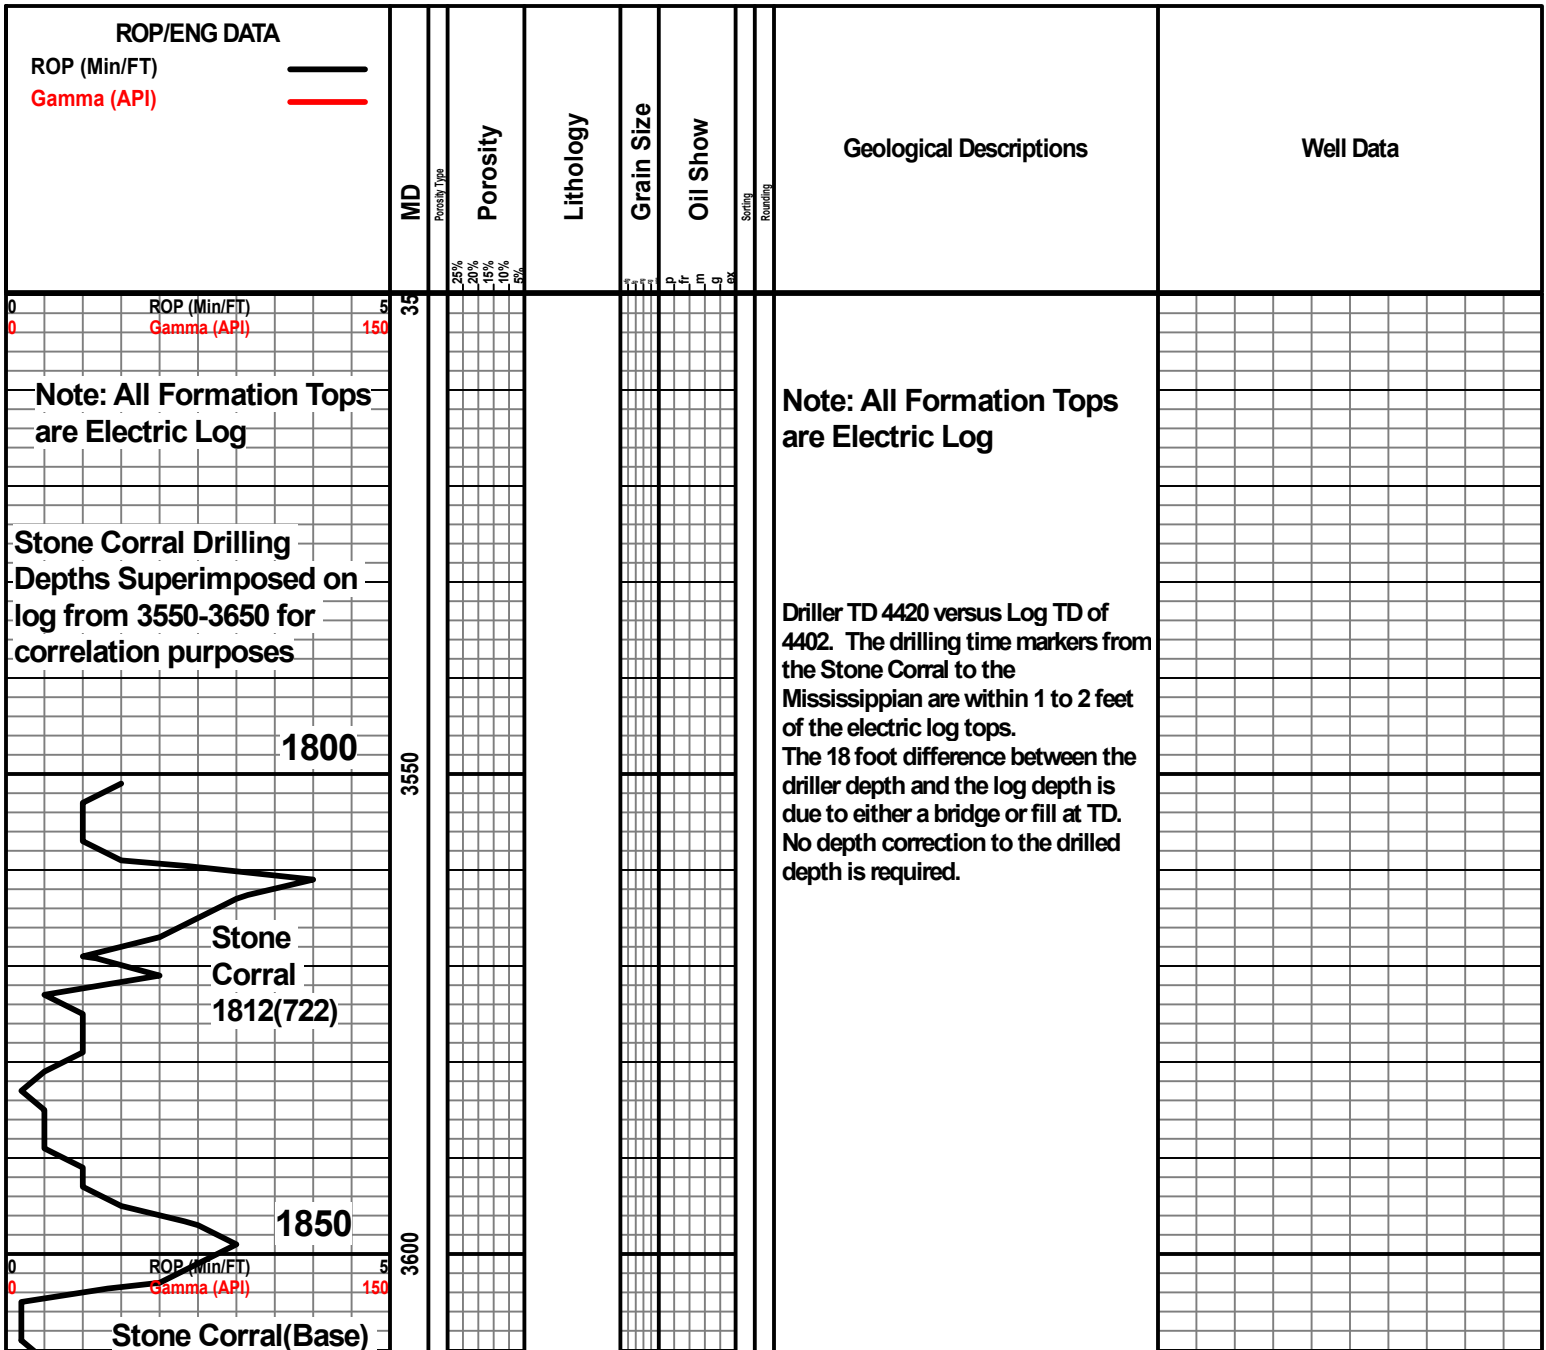 ROP/ENG DATA
ROP (Min/FT)
Gamma (API)
MD
Porosity Type
Porosity
25%
20%
15%
10%
5%
Lithology
Grain Size
Oil Show
p
fr
m
g
ex
Sorting
Rounding
Geological Descriptions
Well Data
0 ROP (Min/FT) 5
0 Gamma (API) 150
35
Note: All Formation Tops
are Electric Log
Stone Corral Drilling
Depths Superimposed on
log from 3550-3650 for
correlation purposes
1800
3550
Stone
Corral
1812(722)
1850
3600
0 ROP (Min/FT) 5
0 Gamma (API) 150
Stone Corral(Base)
Note: All Formation Tops
are Electric Log
Driller TD 4420 versus Log TD of
4402. The drilling time markers from
the Stone Corral to the
Mississippian are within 1 to 2 feet
of the electric log tops.
The 18 foot difference between the
driller depth and the log depth is
due to either a bridge or fill at TD.
No depth correction to the drilled
depth is required.